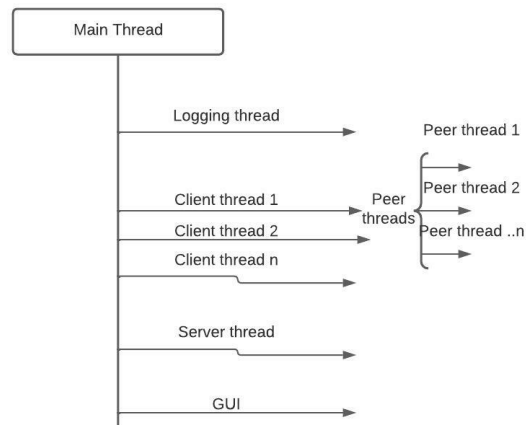 Main Thread
Logging thread
Peer thread 1
Client thread 1
Peer
threads
Peer thread 2
Client thread 2
Peer thread ..n
Client thread n
Server thread
GUI